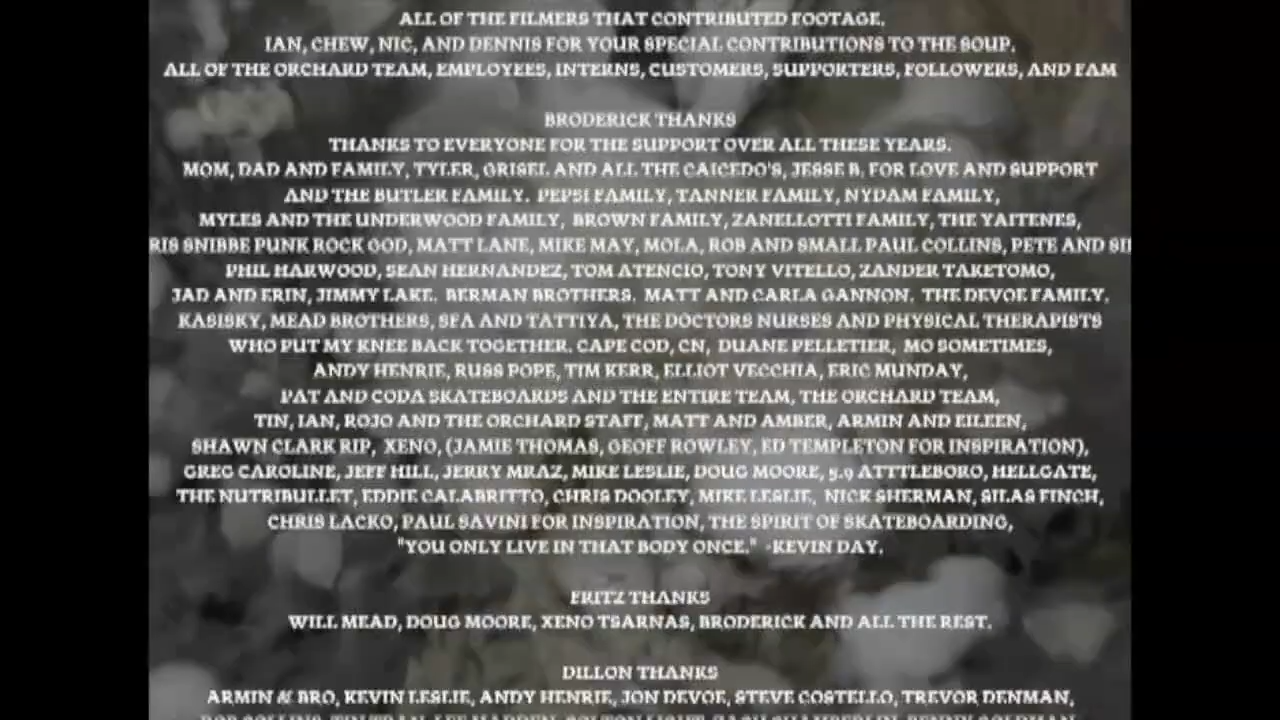 ALL OF THE FILMERS THAT CONTRIBUTED FOOTAGE,
IAN, CHEW, NIC, AND DENNIS FOR YOUR SPECIAL CONTRIBUTIONS TO THE SOUP.
ALL OF THE ORCHARD TEAM, EMPLOYEES, INTERNS, CUSTOMERS, SUPPORTERS, FOLLOWERS, AND FAM
BRODERICK THANKS
THANKS TO EVERYONE FOR THE SUPPORT OVER ALL THESE YEARS.
MOM, DAD AND FAMILY, TYLER, GRISEL AND ALL THE CAICEDO'S, JESSE B. FOR LOVE AND SUPPORT
AND THE BUTLER FAMILY. PEPSI FAMILY, TANNER FAMILY, NYDAM FAMILY,
MYLES AND THE UNDERWOOD FAMILY, BROWN FAMILY, ZANELLOTTI FAMILY, THE YAITENES,
RIS SNIBBE PUNK ROCK GOD, MATT LANE, MIKE MAY, MOLA, ROB AND SMALL PAUL COLLINS, PETE AND
PHIL HARWOOD, SEAN HERNANDEZ, TOM ATENCIO, TONY VITELLO, ZANDER TAKETOMO,
JAD AND ERIN, JIMMY LAKE, BERMAN BROTHERS, MATT AND CARLA GANNON, THE DEVOE FAMILY,
KASISKY, MEAD BROTHERS, SFA AND TATTIYA, THE DOCTORS NURSES AND PHYSICAL THERAPISTS
WHO PUT MY KNEE BACK TOGETHER. CAPE COD, CN, DUANE PELLETIER, MO SOMETIMES,
ANDY HENRIE, RUSS POPE, TIM KERR, ELLIOT VECCHIA, ERIC MUNDAY,
PAT AND CODA SKATEBOARDS AND THE ENTIRE TEAM, THE ORCHARD TEAM,
TIN, IAN, ROJO AND THE ORCHARD STAFF, MATT AND AMBER, ARMIN AND EILEEN,
SHAWN CLARK RIP, XENO, (JAMIE THOMAS, GEOFF ROWLEY, ED TEMPLETON FOR INSPIRATION),
GREG CAROLINE, JEFF HILL, JERRY MRAZ, MIKE LESLIE, DOUG MOORE, 5.9 ATTTLEBORO, HELLGATE,
THE NUTRIBULLET, EDDIE CALABRITTO, CHRIS DOOLEY, MIKE LESLIE, NICK SHERMAN, SILAS FINCH,
CHRIS LACKO, PAUL SAVINI FOR INSPIRATION, THE SPIRIT OF SKATEBOARDING,
"YOU ONLY LIVE IN THAT BODY ONCE." -KEVIN DAY.
FRITZ THANKS
WILL MEAD, DOUG MOORE, XENO TSARNAS, BRODERICK AND ALL THE REST.
DILLON THANKS
ARMIN & BRO, KEVIN LESLIE, ANDY HENRIE, JON DEVOE, STEVE COSTELLO, TREVOR DENMAN,